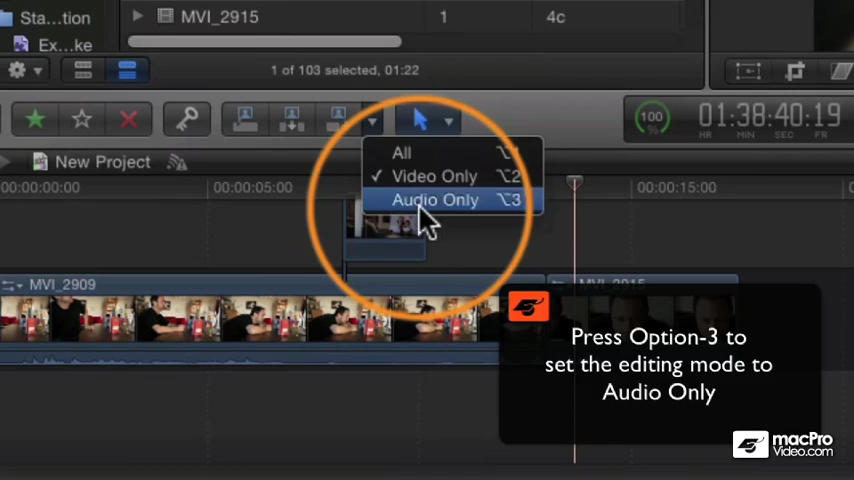 Sta...tion
MVI_2915 1 4c
Ex...ke
1 of 103 selected, 01:22
100
%
01:38:40:19
HR MIN SEC FR
All ⌥1
✓ Video Only ⌥2
Audio Only ⌥3
New Project
00:00:00:00 00:00:05:00 00:00:15:00
MVI_2909 MVI_2915
Press Option-3 to
set the editing mode to
Audio Only
macPro
Video.com